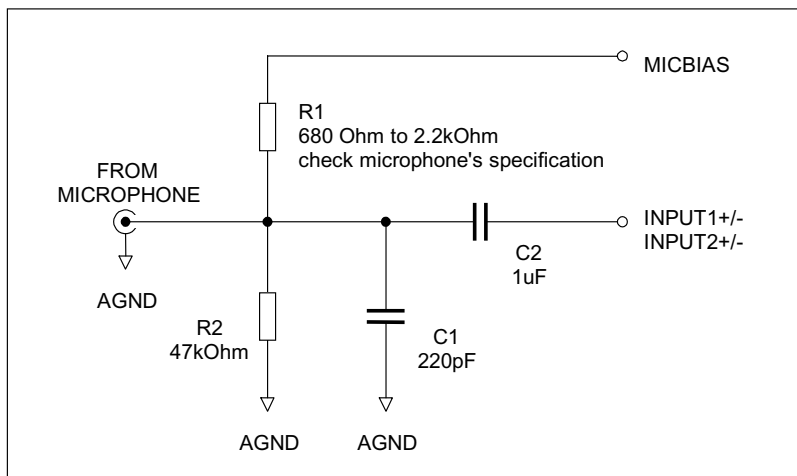 MICBIAS
R1
680 Ohm to 2.2kOhm
check microphone's specification
FROM
MICROPHONE
INPUT1+/-
INPUT2+/-
C2
1uF
AGND
R2
47kOhm
C1
220pF
AGND
AGND